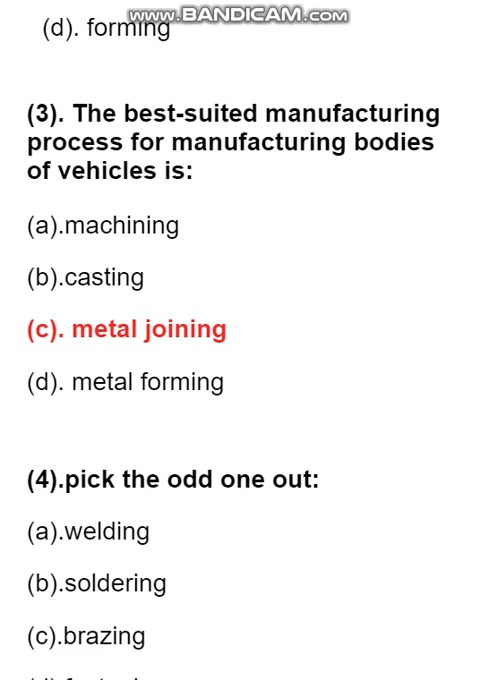 www.BANDICAM.com
(d). forming
(3). The best-suited manufacturing
process for manufacturing bodies
of vehicles is:
(a).machining
(b).casting
(c). metal joining
(d). metal forming
(4).pick the odd one out:
(a).welding
(b).soldering
(c).brazing